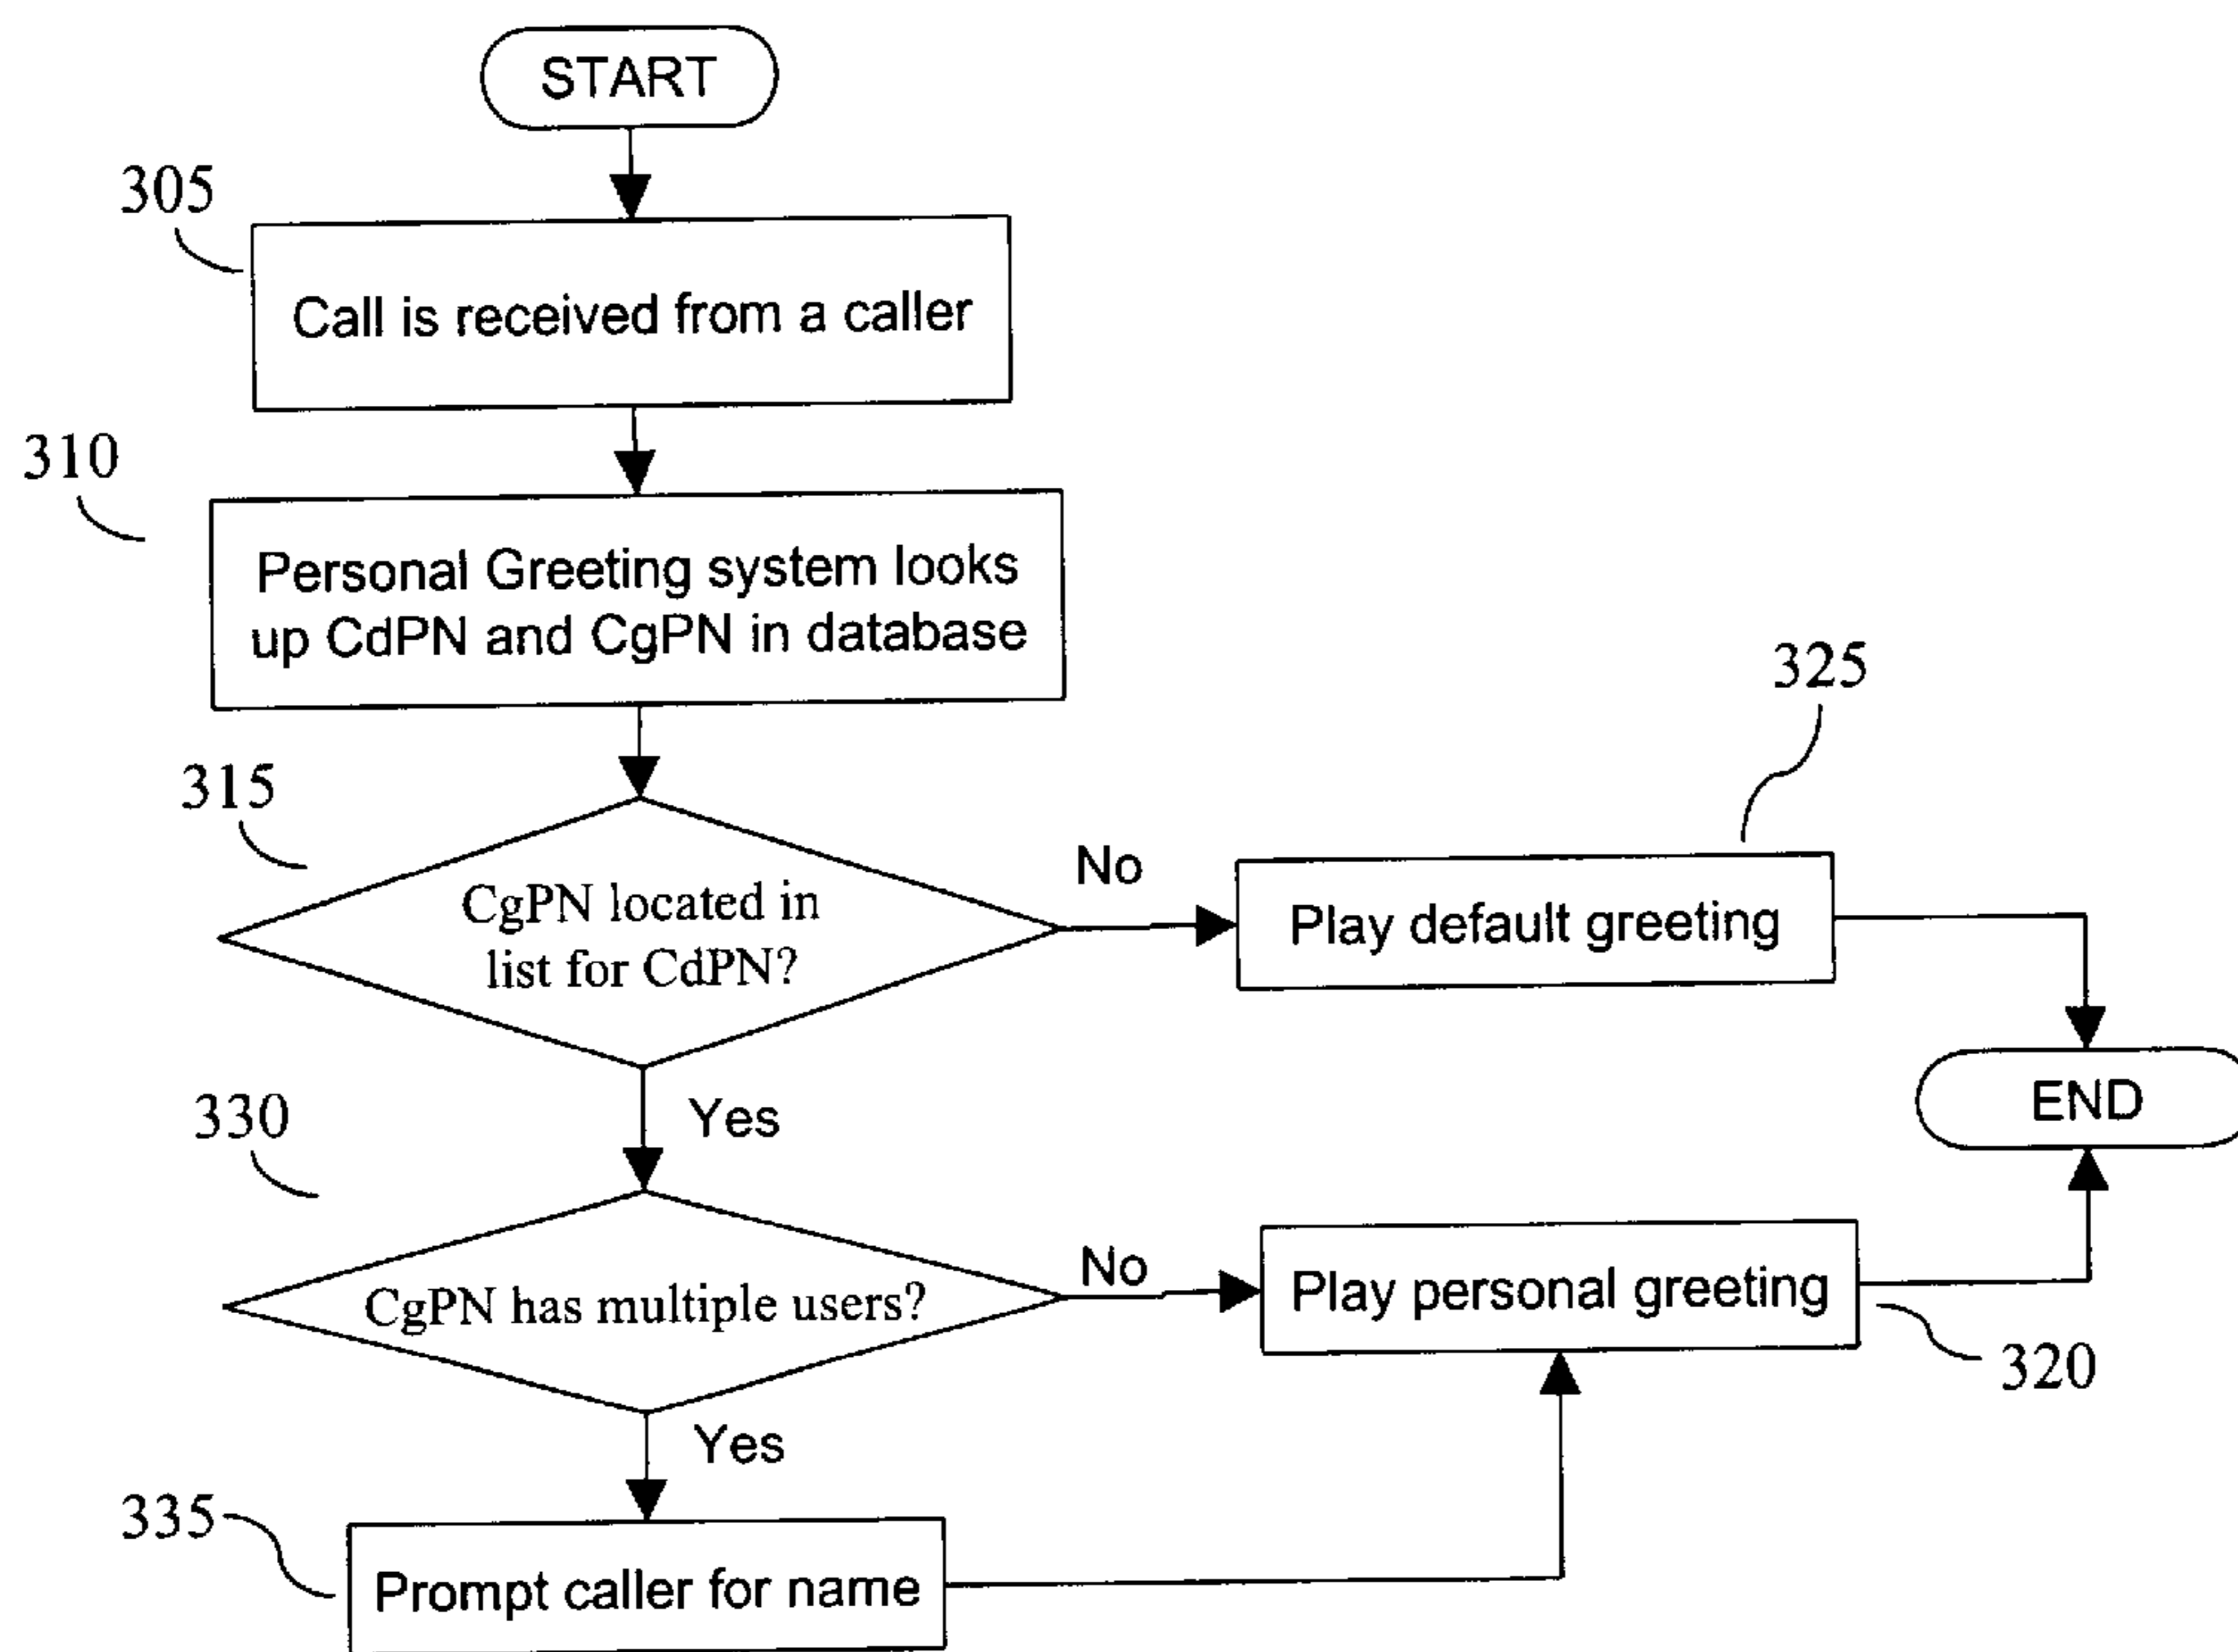 START
305
Call is received from a caller
310
Personal Greeting system looks
up CdPN and CgPN in database
325
315
No
CgPN located in
list for CdPN?
Play default greeting
Yes
END
330
No
CgPN has multiple users?
Play personal greeting
320
Yes
335
Prompt caller for name